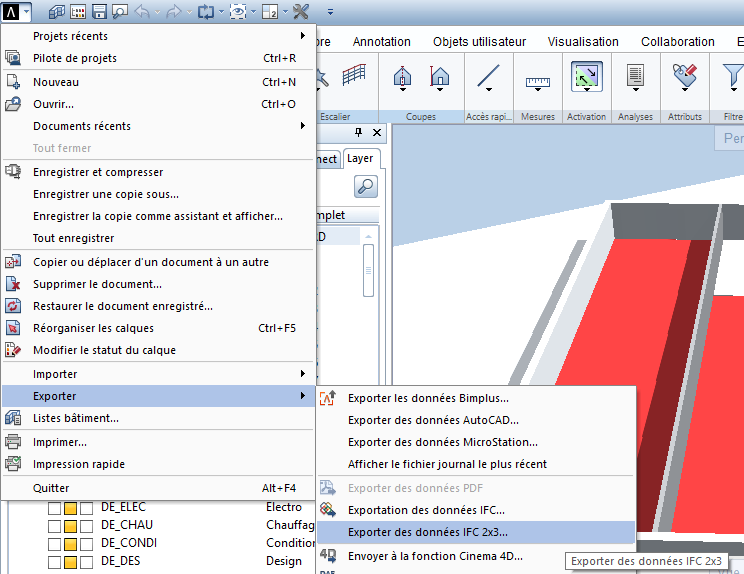 bre Annotation Objets utilisateur Visualisation Collaboration E
Projets récents
Pilote de projets Ctrl+R
Nouveau Ctrl+N
Ouvrir... Ctrl+O
Documents récents
Tout fermer
Enregistrer et compresser
Enregistrer une copie sous...
Enregistrer la copie comme assistant et afficher...
Tout enregistrer
Copier ou déplacer d'un document à un autre
Supprimer le document...
Restaurer le document enregistré...
Réorganiser les calques Ctrl+F5
Modifier le statut du calque
Importer
Exporter
Listes bâtiment...
Imprimer...
Impression rapide
Quitter Alt+F4
Escalier Coupes Accès rapi... Mesures Activation Analyses Attributs Filtre
nect Layer
Per
mplet
D
Exporter les données Bimplus...
Exporter des données AutoCAD...
Exporter des données MicroStation...
Afficher le fichier journal le plus récent
Exporter des données PDF
Exportation des données IFC...
Exporter des données IFC 2x3...
Envoyer à la fonction Cinema 4D...
Exporter des données IFC 2x3
DE_ELEC Electro
DE_CHAU Chauffag
DE_CONDI Condition
DE_DES Design